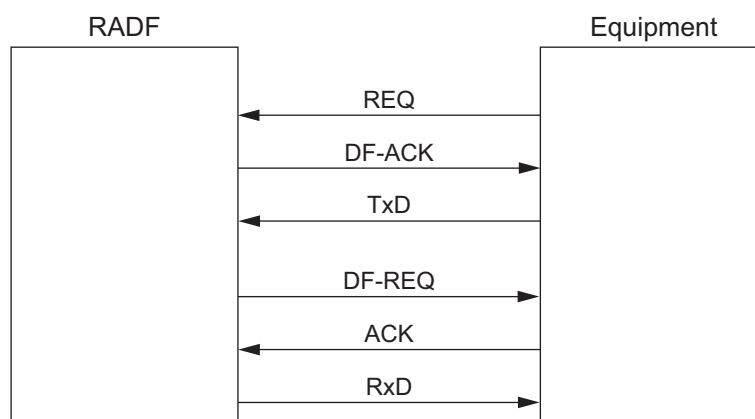 RADF
Equipment
REQ
DF-ACK
TxD
DF-REQ
ACK
RxD